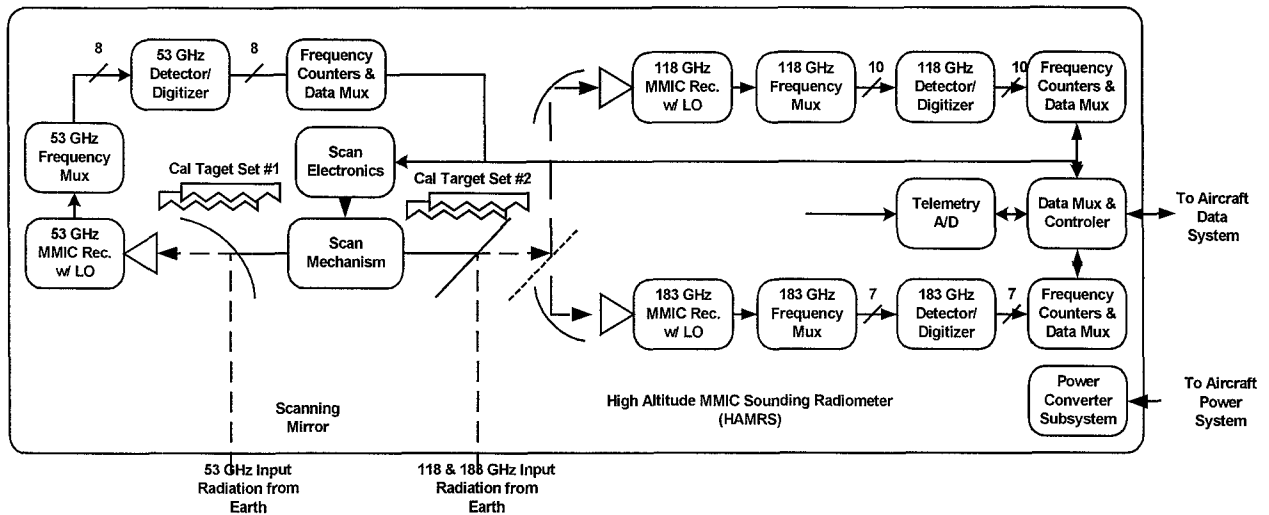 8
53 GHz
Detector/
Digitizer
8
Frequency
Counters &
Data Mux
118 GHz
MMIC Rec.
w/ LO
118 GHz
Frequency
Mux
10
118 GHz
Detector/
Digitizer
10
Frequency
Counters &
Data Mux
53 GHz
Frequency
Mux
Scan
Electronics
Cal Taget Set #1
Cal Target Set #2
53 GHz
MMIC Rec.
w/ LO
Scan
Mechanism
Telemetry
A/D
Data Mux &
Controler
To Aircraft
Data
System
183 GHz
MMIC Rec.
w/ LO
183 GHz
Frequency
Mux
7
183 GHz
Detector/
Digitizer
7
Frequency
Counters &
Data Mux
Scanning
Mirror
High Altitude MMIC Sounding Radiometer
(HAMRS)
Power
Converter
Subsystem
To Aircraft
Power
System
53 GHz Input
Radiation from
Earth
118 & 183 GHz Input
Radiation from
Earth